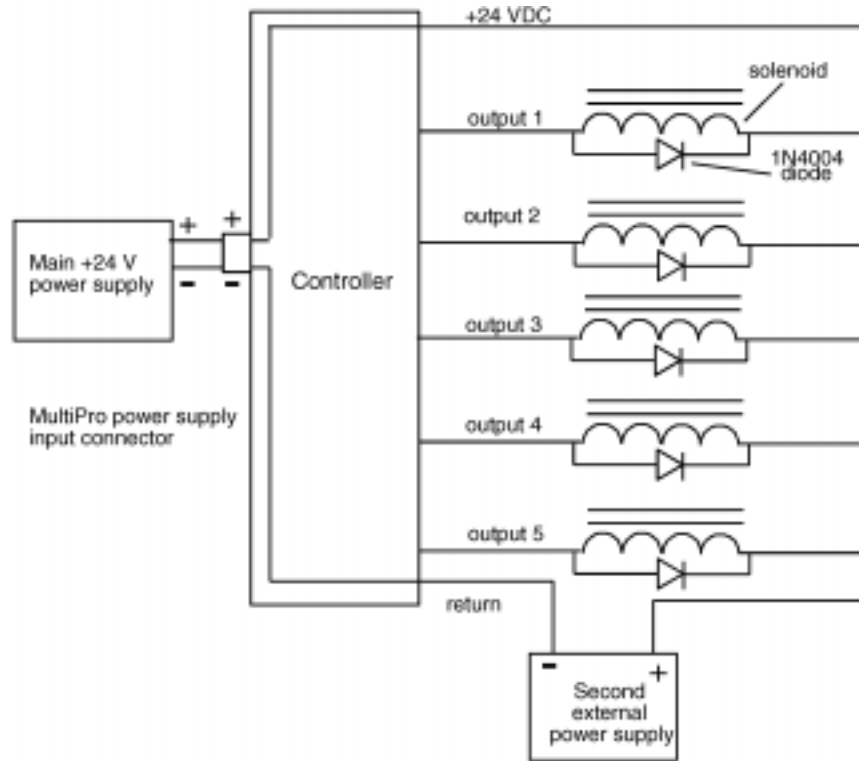 +24 VDC
solenoid
output 1
1N4004
diode
output 2
+ +
Main +24 V
power supply
- -
Controller
output 3
MultiPro power supply
input connector
output 4
output 5
return
- +
Second
external
power supply